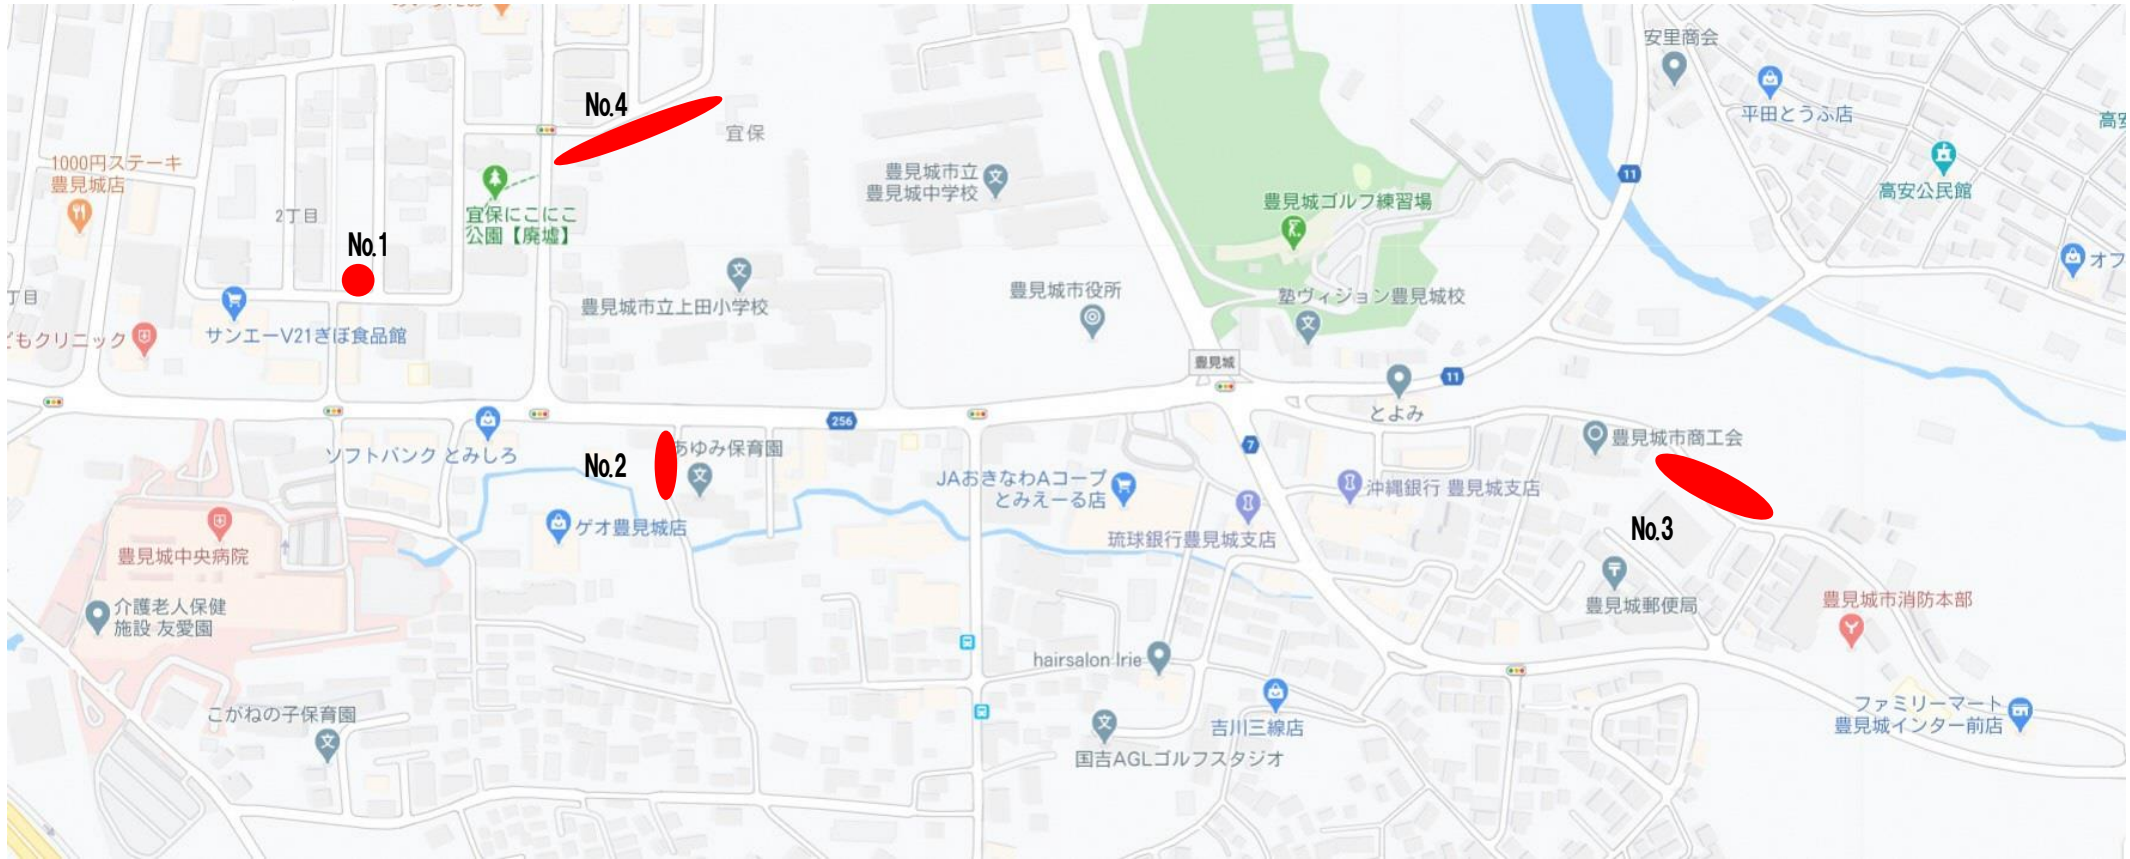 安里商会
平田とうふ店
No.4
宜保
1000円ステーキ
豊見城店
豊見城市立
豊見城中学校
11
高安公民館
2丁目
宜保にこにこ
公園【廃墟】
豊見城ゴルフ練習場
No.1
オフ
丁目
豊見城市立上田小学校
豊見城市役所
塾ヴィジョン豊見城校
サンエーV21ぎぼ食品館
どもクリニック
豊見城
11
とよみ
256
ソフトバンク とみしろ
No.2
あゆみ保育園
7
豊見城市商工会
JAおきなわAコープ
とみえーる店
沖縄銀行 豊見城支店
ゲオ豊見城店
琉球銀行豊見城支店
No.3
豊見城中央病院
介護老人保健
施設 友愛園
豊見城郵便局
豊見城市消防本部
hairsalon Irie
こがねの子保育園
吉川三線店
ファミリーマート
豊見城インター前店
国吉AGLゴルフスタジオ